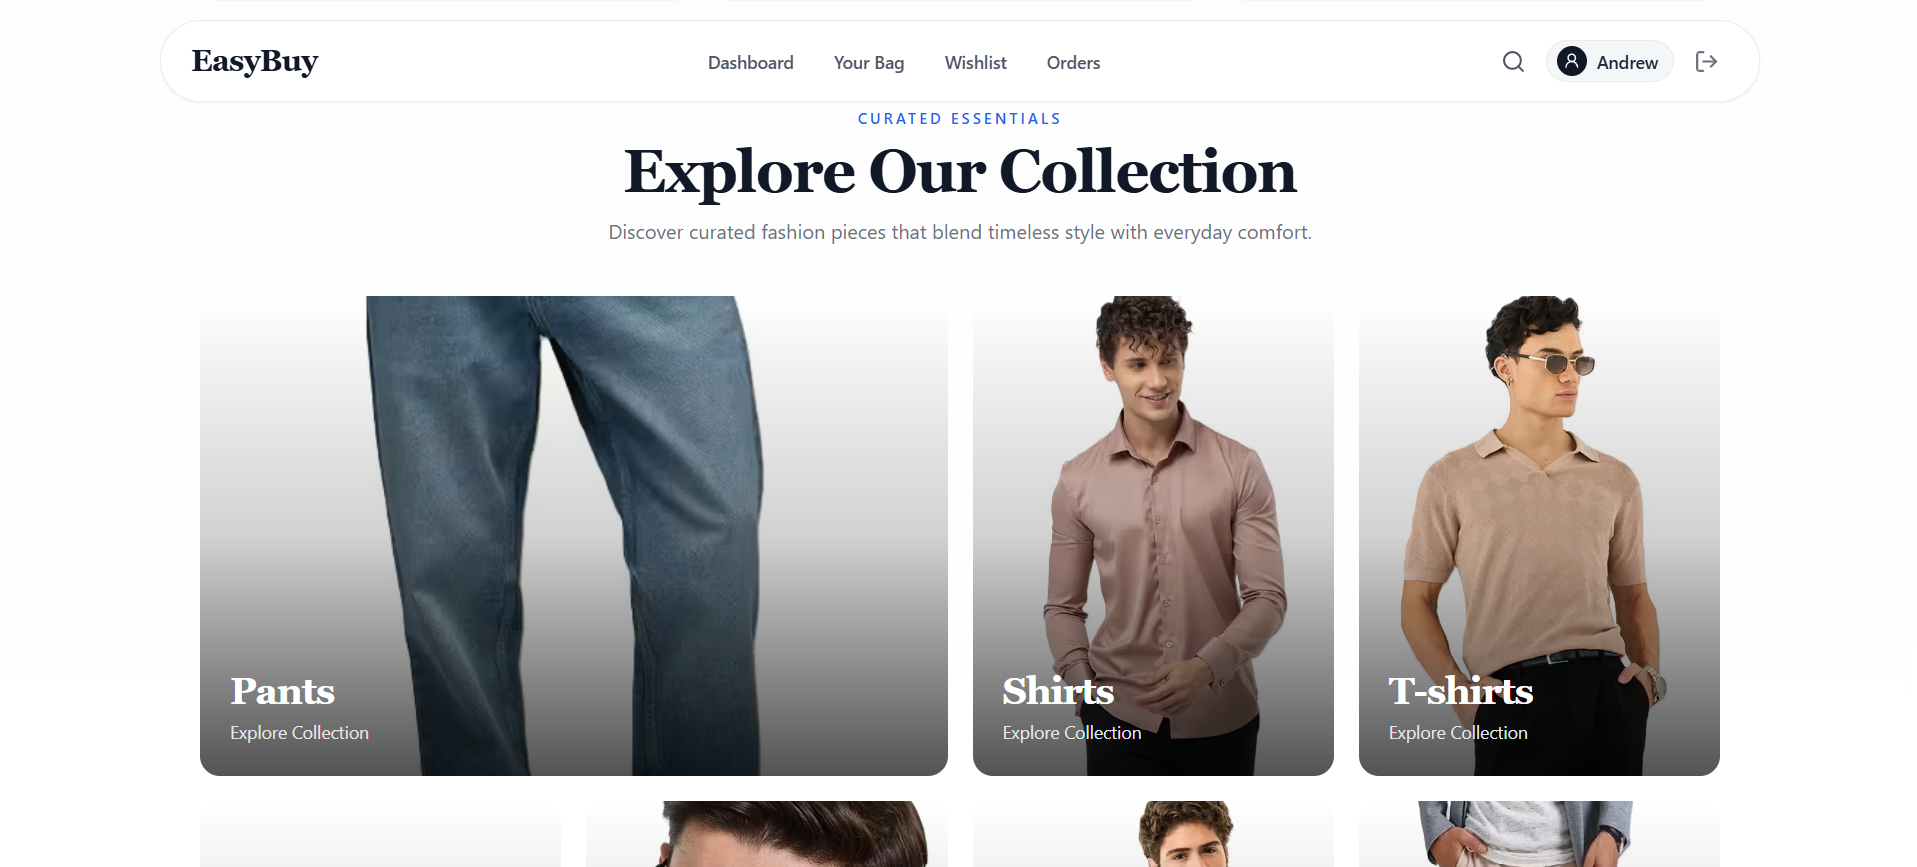 EasyBuy
Dashboard Your Bag Wishlist Orders
Andrew
CURATED ESSENTIALS
Explore Our Collection
Discover curated fashion pieces that blend timeless style with everyday comfort.
Pants
Explore Collection
Shirts
Explore Collection
T-shirts
Explore Collection